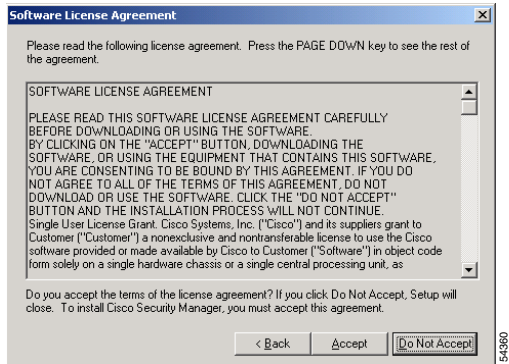 Software License Agreement
Please read the following license agreement. Press the PAGE DOWN key to see the rest of
the agreement.
SOFTWARE LICENSE AGREEMENT
PLEASE READ THIS SOFTWARE LICENSE AGREEMENT CAREFULLY
BEFORE DOWNLOADING OR USING THE SOFTWARE.
BY CLICKING ON THE "ACCEPT" BUTTON, DOWNLOADING THE
SOFTWARE, OR USING THE EQUIPMENT THAT CONTAINS THIS SOFTWARE,
YOU ARE CONSENTING TO BE BOUND BY THIS AGREEMENT. IF YOU DO
NOT AGREE TO ALL OF THE TERMS OF THIS AGREEMENT, DO NOT
DOWNLOAD OR USE THE SOFTWARE. CLICK THE "DO NOT ACCEPT"
BUTTON AND THE INSTALLATION PROCESS WILL NOT CONTINUE.
Single User License Grant. Cisco Systems, Inc. ("Cisco") and its suppliers grant to
Customer ("Customer") a nonexclusive and nontransferable license to use the Cisco
software provided or made available by Cisco to Customer ("Software") in object code
form solely on a single hardware chassis or a single central processing unit, as
Do you accept the terms of the license agreement? If you click Do Not Accept, Setup will
close. To install Cisco Security Manager, you must accept this agreement.
< Back
Accept
Do Not Accept
54360